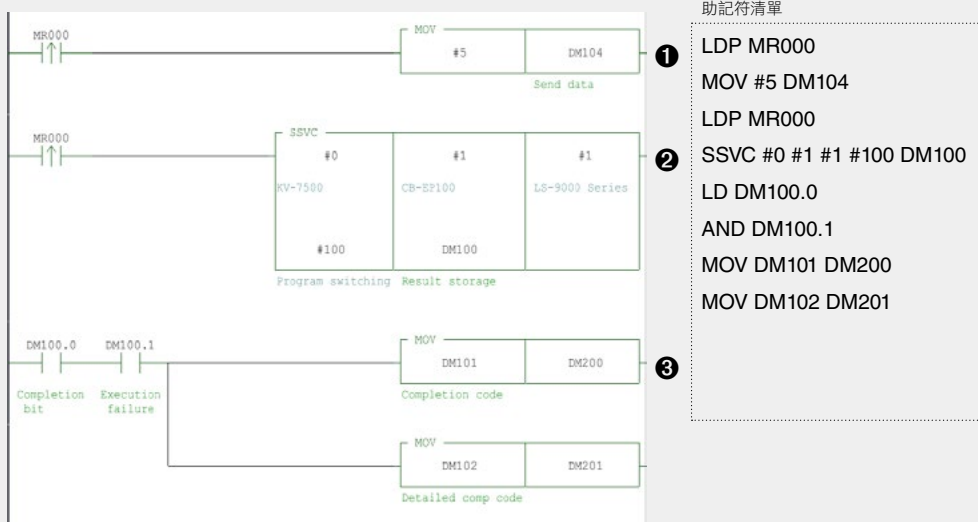 助記符清單
MR000
MOV
#5 DM104
Send data
❶
LDP MR000
MOV #5 DM104
LDP MR000
SSVC #0 #1 #1 #100 DM100
LD DM100.0
AND DM100.1
MOV DM101 DM200
MOV DM102 DM201
MR000
SSVC
#0 #1 #1
❷
KV-7500 CB-EP100 LS-9000 Series
#100 DM100
Program switching Result storage
DM100.0 DM100.1
MOV
DM101 DM200
❸
Completion bit
Execution failure
Completion code
MOV
DM102 DM201
Detailed comp code